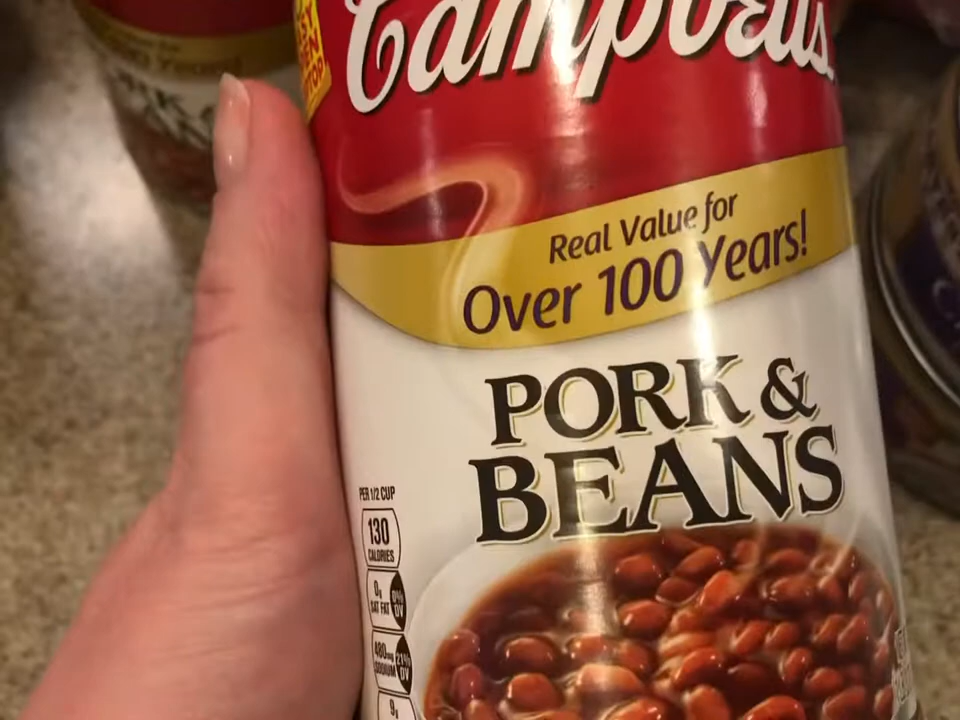 Campbell's
Real Value for
Over 100 Years!
PORK &
BEANS
PER 1/2 CUP
130
CALORIES
0g
SAT FAT
0%
DV
480mg
SODIUM
21%
DV
9g